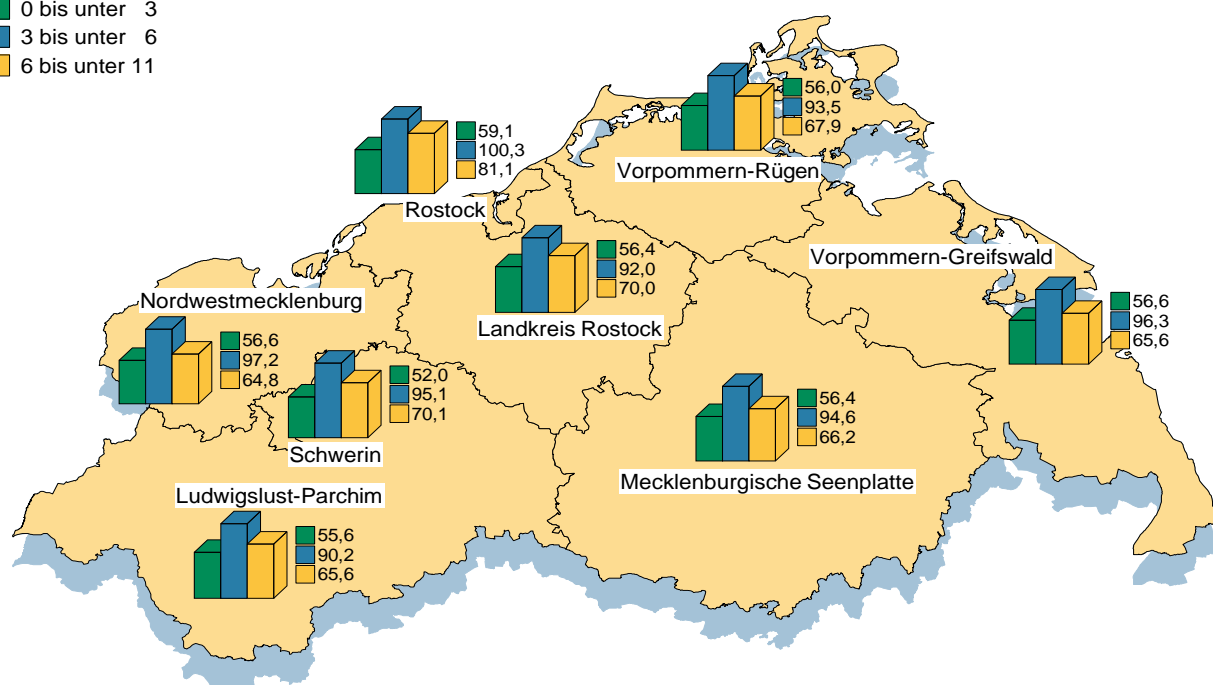 0 bis unter 3
3 bis unter 6
6 bis unter 11
56,0
93,5
67,9
Vorpommern-Rügen
59,1
100,3
81,1
Rostock
56,4
92,0
70,0
Landkreis Rostock
Vorpommern-Greifswald
56,6
96,3
65,6
Nordwestmecklenburg
56,6
97,2
64,8
52,0
95,1
70,1
Schwerin
56,4
94,6
66,2
Mecklenburgische Seenplatte
Ludwigslust-Parchim
55,6
90,2
65,6